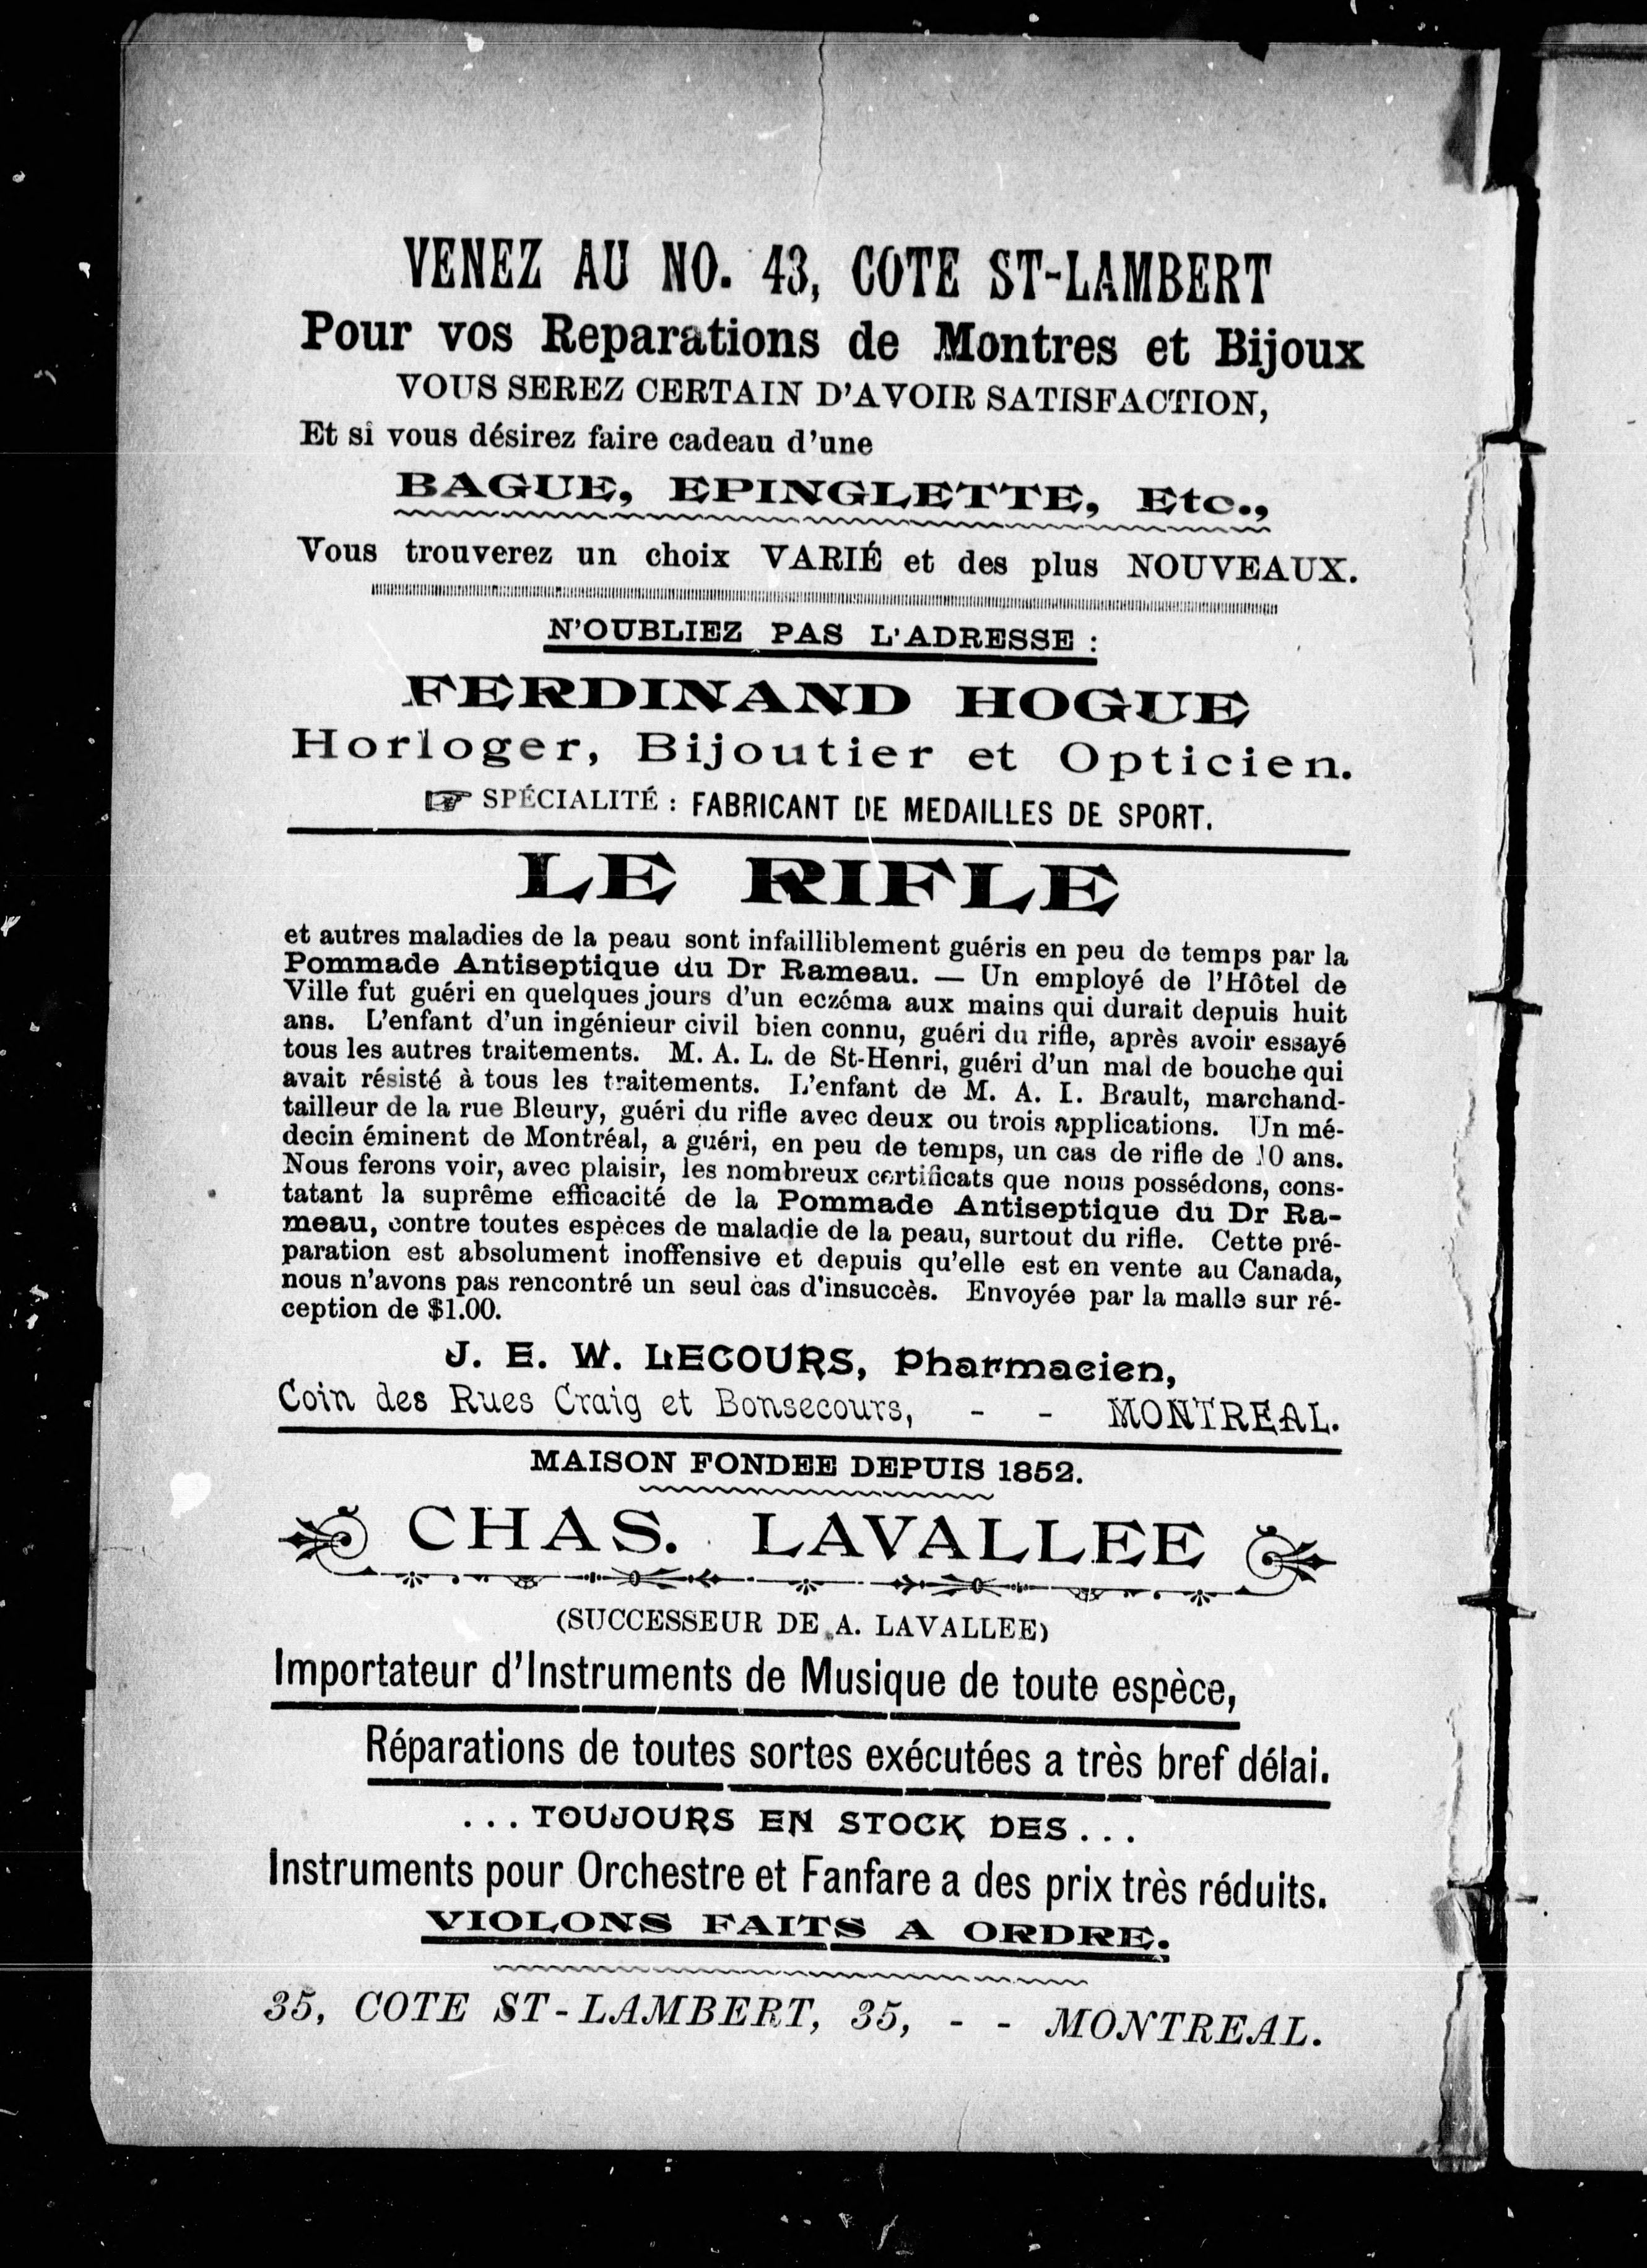 VENEZ AU NO. 43, COTE ST-LAMBERT
Pour vos Reparations de Montres et Bijoux
VOUS SEREZ CERTAIN D'AVOIR SATISFACTION,
Et si vous désirez faire cadeau d'une
BAGUE, EPINGLETTE, Etc.,
Vous trouverez un choix VARIÉ et des plus NOUVEAUX.
N'OUBLIEZ PAS L'ADRESSE :
FERDINAND HOGUE
Horloger, Bijoutier et Opticien.
☞ SPÉCIALITÉ : FABRICANT DE MEDAILLES DE SPORT.
LE RIFLE
et autres maladies de la peau sont infailliblement guéris en peu de temps par la
Pommade Antiseptique du Dr Rameau. — Un employé de l'Hôtel de
Ville fut guéri en quelques jours d'un eczéma aux mains qui durait depuis huit
ans. L'enfant d'un ingénieur civil bien connu, guéri du rifle, après avoir essayé
tous les autres traitements. M. A. L. de St-Henri, guéri d'un mal de bouche qui
avait résisté à tous les traitements. L'enfant de M. A. I. Brault, marchand-
tailleur de la rue Bleury, guéri du rifle avec deux ou trois applications. Un mé-
decin éminent de Montréal, a guéri, en peu de temps, un cas de rifle de 10 ans.
Nous ferons voir, avec plaisir, les nombreux certificats que nous possédons, cons-
tatant la suprême efficacité de la Pommade Antiseptique du Dr Ra-
meau, contre toutes espèces de maladie de la peau, surtout du rifle. Cette pré-
paration est absolument inoffensive et depuis qu'elle est en vente au Canada,
nous n'avons pas rencontré un seul cas d'insuccès. Envoyée par la malle sur ré-
ception de $1.00.
J. E. W. LECOURS, Pharmacien,
Coin des Rues Craig et Bonsecours, - - MONTREAL.
MAISON FONDEE DEPUIS 1852.
CHAS. LAVALLEE
(SUCCESSEUR DE A. LAVALLEE)
Importateur d'Instruments de Musique de toute espèce,
Réparations de toutes sortes exécutées a très bref délai.
...TOUJOURS EN STOCK DES...
Instruments pour Orchestre et Fanfare a des prix très réduits.
VIOLONS FAITS A ORDRE.
35, COTE ST-LAMBERT, 35, - - MONTREAL.